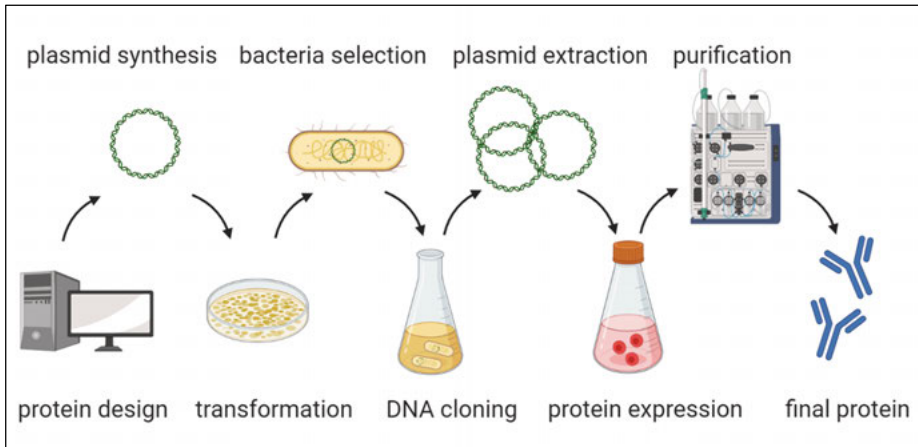 plasmid synthesis
bacteria selection
plasmid extraction
purification
protein design
transformation
DNA cloning
protein expression
final protein